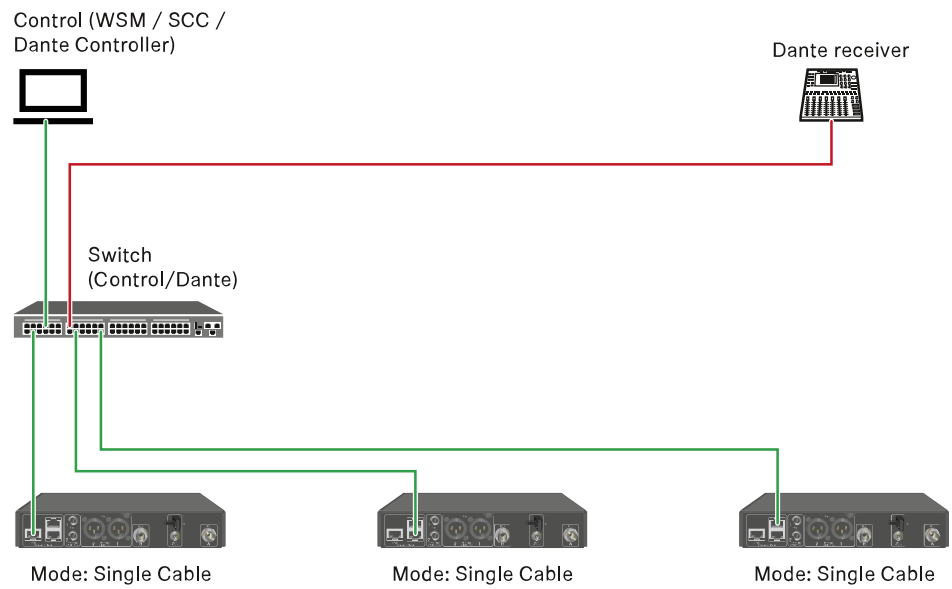 Control (WSM / SCC /
Dante Controller)
Dante receiver
Switch
(Control/Dante)
Mode: Single Cable
Mode: Single Cable
Mode: Single Cable